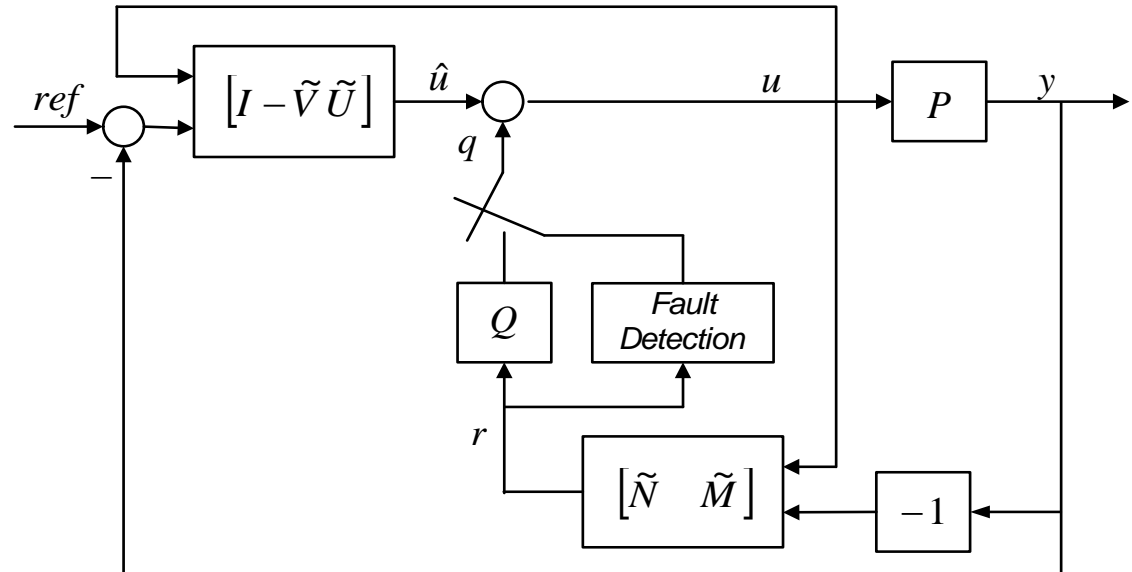 ref
−
[I − Ṽ Ũ]
û
q
u
P
y
Q
Fault
Detection
r
[Ñ M̃]
−1